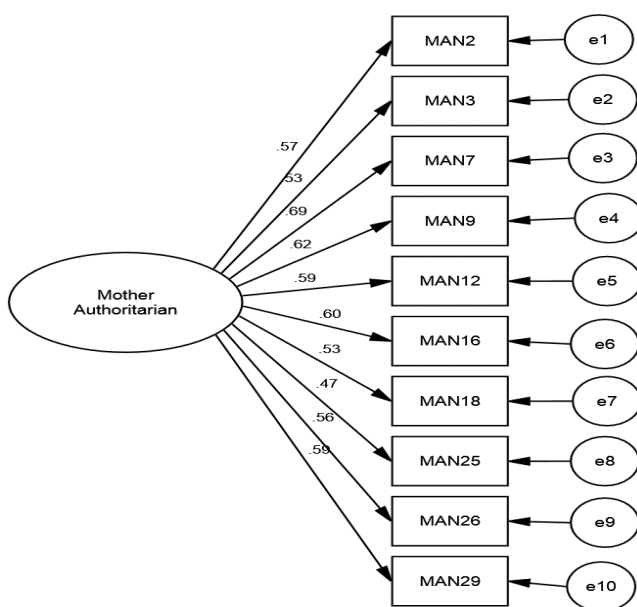 MAN2
e1
MAN3
e2
MAN7
e3
MAN9
e4
MAN12
e5
MAN16
e6
MAN18
e7
MAN25
e8
MAN26
e9
MAN29
e10
.57
.53
.69
.62
.59
.60
.53
.47
.56
.59
Mother
Authoritarian